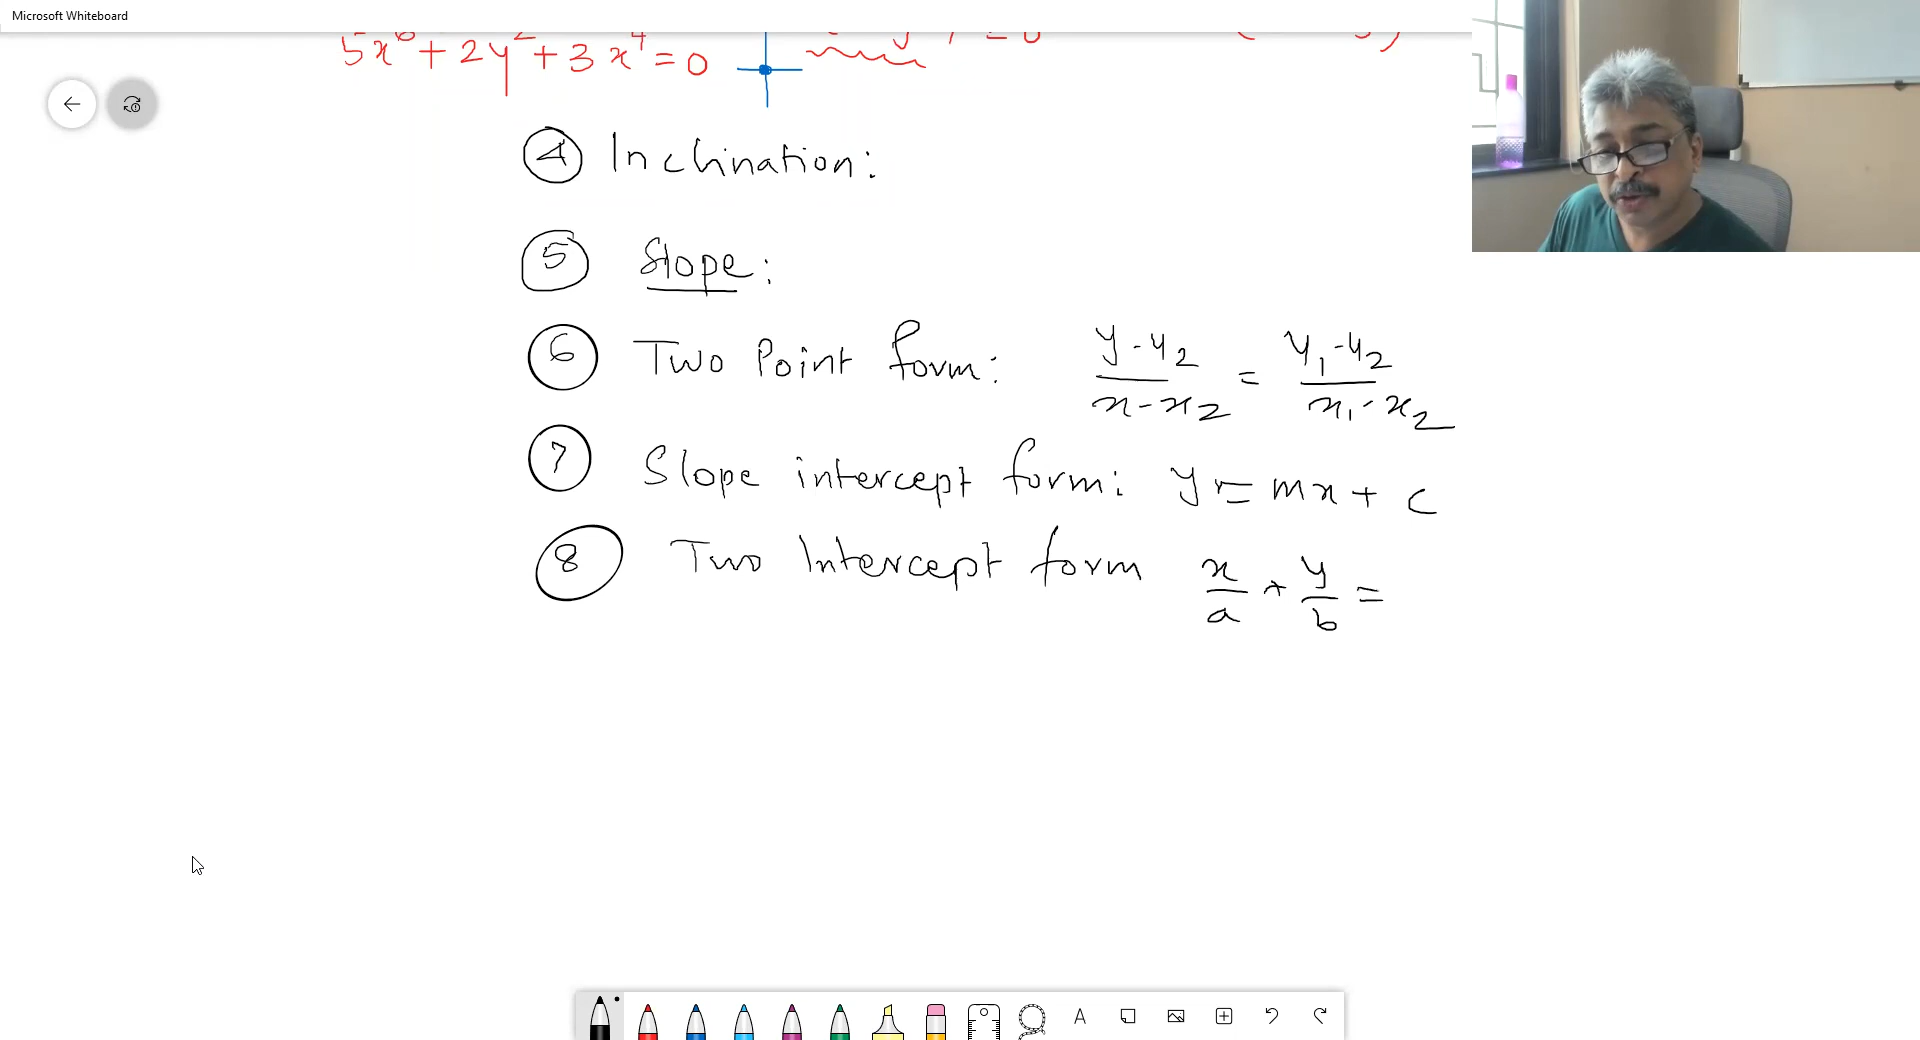 Microsoft Whiteboard
5x⁶ + 2y² + 3x⁴ = 0
④ Inclination:
⑤ Slope:
⑥ Two Point form: (y - y₂)/(x - x₂) = (y₁ - y₂)/(x₁ - x₂)
⑦ Slope intercept form: y = mx + c
⑧ Two Intercept form x/a + y/b =
A